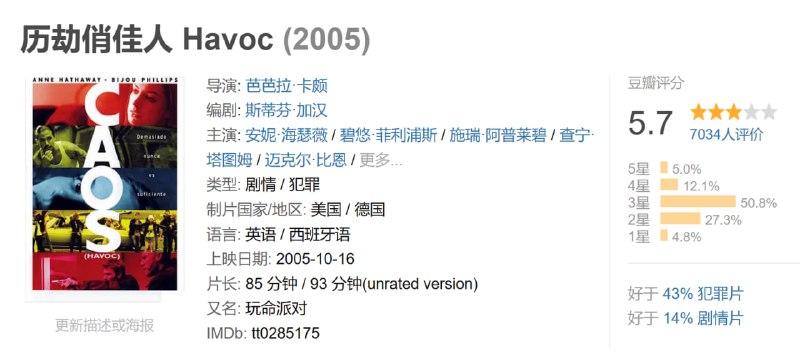 历劫俏佳人 Havoc (2005)
ANNE HATHAWAY - BIJOU PHILLIPS
CAOS
Demasiado
nunca
es
suficiente
(HAVOC)
更新描述或海报
导演: 芭芭拉·卡颇
编剧: 斯蒂芬·加汉
主演: 安妮·海瑟薇 / 碧悠·菲利浦斯 / 施瑞·阿普莱碧 / 查宁·
塔图姆 / 迈克尔·比恩 / 更多...
类型: 剧情 / 犯罪
制片国家/地区: 美国 / 德国
语言: 英语 / 西班牙语
上映日期: 2005-10-16
片长: 85 分钟 / 93 分钟(unrated version)
又名: 玩命派对
IMDb: tt0285175
豆瓣评分
5.7
7034人评价
5星 5.0%
4星 12.1%
3星 50.8%
2星 27.3%
1星 4.8%
好于 43% 犯罪片
好于 14% 剧情片